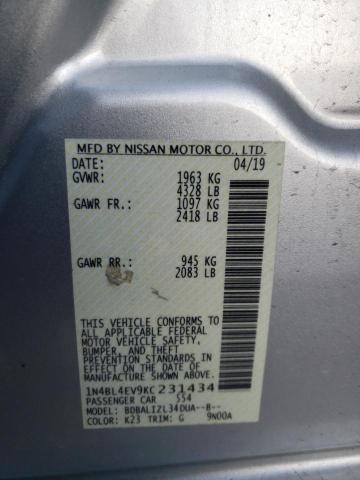 MFD BY NISSAN MOTOR CO., LTD.
DATE: 04/19
GVWR: 1963 KG
4328 LB
GAWR FR.: 1097 KG
2418 LB
GAWR RR.: 945 KG
2083 LB
THIS VEHICLE CONFORMS TO ALL
APPLICABLE U.S. FEDERAL
MOTOR VEHICLE SAFETY,
BUMPER, AND THEFT
PREVENTION STANDARDS IN
EFFECT ON THE DATE OF
MANUFACTURE SHOWN ABOVE.
1N4BL4EV9KC231434
PASSENGER CAR S54
MODEL: BDBALIZL34DUA--B--
COLOR: K23 TRIM: G 9N00A